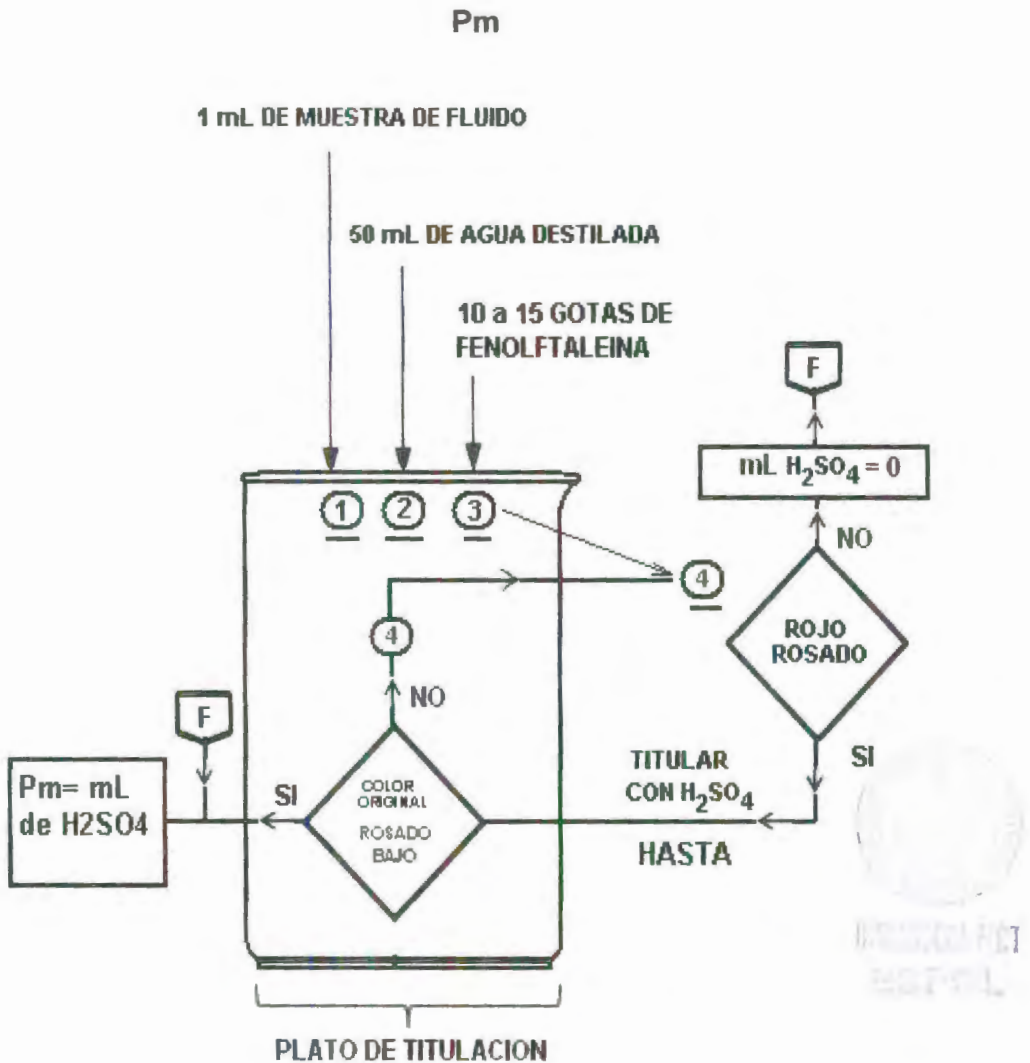 Pm
1 mL DE MUESTRA DE FLUIDO
50 mL DE AGUA DESTILADA
10 a 15 GOTAS DE
FENOLFTALEINA
F
mL H₂SO₄ = 0
1
2
3
NO
4
ROJO
ROSADO
4
NO
F
SI
TITULAR
CON H₂SO₄
HASTA
Pm= mL
de H2SO4
SI
COLOR
ORIGINAL
ROSADO
BAJO
PLATO DE TITULACION